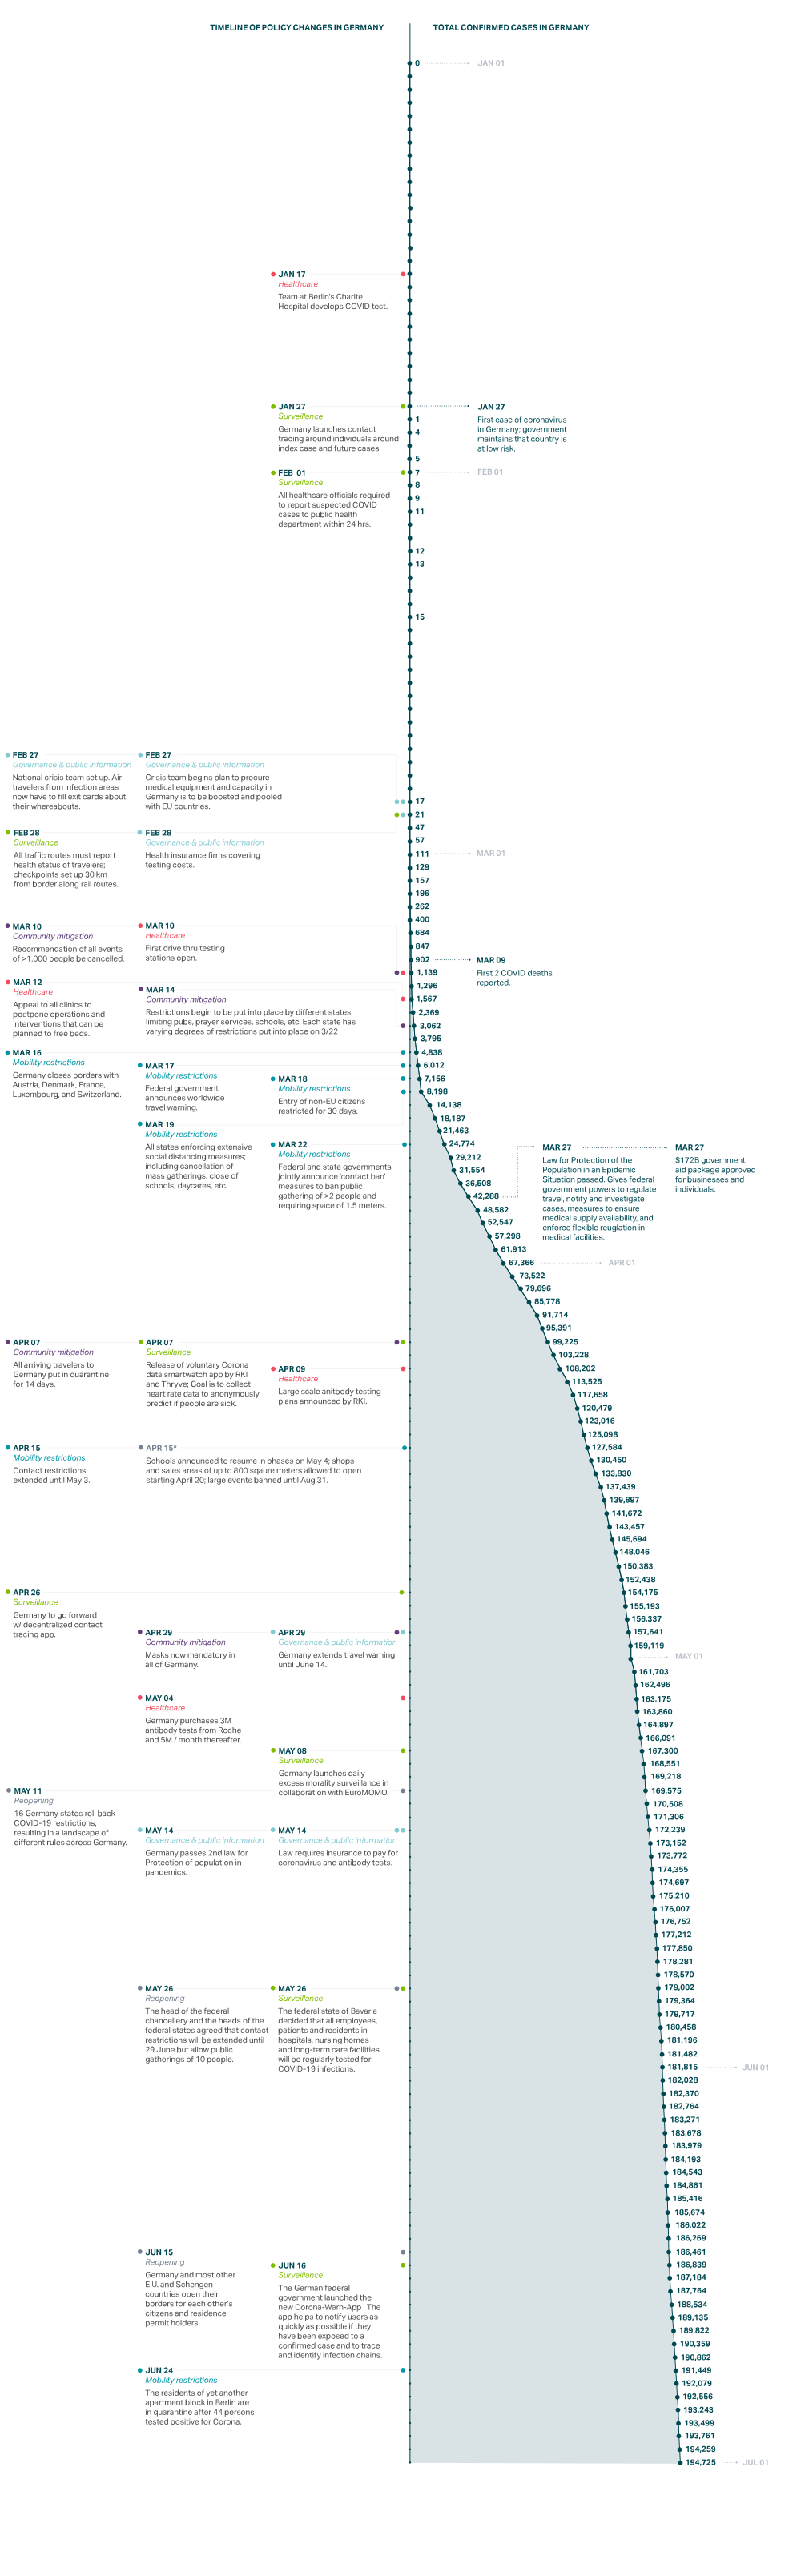 TIMELINE OF POLICY CHANGES IN GERMANY
TOTAL CONFIRMED CASES IN GERMANY
0
JAN 01
JAN 17
Healthcare
Team at Berlin's Charite
Hospital develops COVID test.
JAN 27
Surveillance
Germany launches contact
tracing around individuals around
index case and future cases.
JAN 27
First case of coronavirus
in Germany; government
maintains that country is
at low risk.
1
4
5
7
FEB 01
8
9
11
12
13
15
FEB 01
Surveillance
All healthcare officials required
to report suspected COVID
cases to public health
department within 24 hrs.
FEB 27
Governance & public information
National crisis team set up. Air
travelers from infection areas
now have to fill exit cards about
their whereabouts.
FEB 27
Governance & public information
Crisis team begins plan to procure
medical equipment and capacity in
Germany is to be boosted and pooled
with EU countries.
17
21
47
57
111
MAR 01
129
157
196
262
400
684
847
902
FEB 28
Surveillance
All traffic routes must report
health status of travelers;
checkpoints set up 30 km
from border along rail routes.
FEB 28
Governance & public information
Health insurance firms covering
testing costs.
MAR 09
First 2 COVID deaths
reported.
MAR 10
Community mitigation
Recommendation of all events
of >1,000 people be cancelled.
MAR 10
Healthcare
First drive thru testing
stations open.
1,139
1,296
1,567
2,369
3,062
3,795
4,838
6,012
7,156
8,198
14,138
18,187
21,463
24,774
29,212
31,554
36,508
42,288
48,582
52,547
57,298
61,913
67,366
APR 01
MAR 12
Healthcare
Appeal to all clinics to
postpone operations and
interventions that can be
planned to free beds.
MAR 14
Community mitigation
Restrictions begin to be put into place by different states,
limiting pubs, prayer services, schools, etc. Each state has
varying degrees of restrictions put into place on 3/22
MAR 16
Mobility restrictions
Germany closes borders with
Austria, Denmark, France,
Luxembourg, and Switzerland.
MAR 17
Mobility restrictions
Federal government
announces worldwide
travel warning.
MAR 18
Mobility restrictions
Entry of non-EU citizens
restricted for 30 days.
MAR 19
Mobility restrictions
All states enforcing extensive
social distancing measures;
including cancellation of
mass gatherings, close of
schools, daycares, etc.
MAR 22
Mobility restrictions
Federal and state governments
jointly announce 'contact ban'
measures to ban public
gathering of >2 people and
requiring space of 1.5 meters.
MAR 27
Law for Protection of the
Population in an Epidemic
Situation passed. Gives federal
government powers to regulate
travel, notify and investigate
cases, measures to ensure
medical supply availability, and
enforce flexible reuglation in
medical facilities.
MAR 27
$172B government
aid package approved
for businesses and
individuals.
73,522
79,696
85,778
91,714
95,391
99,225
103,228
108,202
113,525
117,658
120,479
123,016
125,098
127,584
130,450
133,830
137,439
139,897
141,672
143,457
145,694
148,046
150,383
152,438
154,175
155,193
156,337
157,641
159,119
MAY 01
APR 07
Community mitigation
All arriving travelers to
Germany put in quarantine
for 14 days.
APR 07
Surveillance
Release of voluntary Corona
data smartwatch app by RKI
and Thryve; Goal is to collect
heart rate data to anonymously
predict if people are sick.
APR 09
Healthcare
Large scale anitbody testing
plans announced by RKI.
APR 15
Mobility restrictions
Contact restrictions
extended until May 3.
APR 15*
Schools announced to resume in phases on May 4; shops
and sales areas of up to 800 sqaure meters allowed to open
starting April 20; large events banned until Aug 31.
APR 26
Surveillance
Germany to go forward
w/ decentralized contact
tracing app.
APR 29
Community mitigation
Masks now mandatory in
all of Germany.
APR 29
Governance & public information
Germany extends travel warning
until June 14.
161,703
162,496
163,175
163,860
164,897
166,091
167,300
168,551
169,218
169,575
170,508
171,306
172,239
173,152
173,772
174,355
174,697
175,210
176,007
176,752
177,212
177,850
178,281
178,570
179,002
179,364
179,717
180,458
181,196
181,482
181,815
JUN 01
MAY 04
Healthcare
Germany purchases 3M
antibody tests from Roche
and 5M / month thereafter.
MAY 08
Surveillance
Germany launches daily
excess morality surveillance in
collaboration with EuroMOMO.
MAY 11
Reopening
16 Germany states roll back
COVID-19 restrictions,
resulting in a landscape of
different rules across Germany.
MAY 14
Governance & public information
Germany passes 2nd law for
Protection of population in
pandemics.
MAY 14
Governance & public information
Law requires insurance to pay for
coronavirus and antibody tests.
MAY 26
Reopening
The head of the federal
chancellery and the heads of the
federal states agreed that contact
restrictions will be extended until
29 June but allow public
gatherings of 10 people.
MAY 26
Surveillance
The federal state of Bavaria
decided that all employees,
patients and residents in
hospitals, nursing homes
and long-term care facilities
will be regularly tested for
COVID-19 infections.
182,028
182,370
182,764
183,271
183,678
183,979
184,193
184,543
184,861
185,416
185,674
186,022
186,269
186,461
186,839
187,184
187,764
188,534
189,135
189,822
190,359
190,862
191,449
192,079
192,556
193,243
193,499
193,761
194,259
194,725
JUL 01
JUN 15
Reopening
Germany and most other
E.U. and Schengen
countries open their
borders for each other's
citizens and residence
permit holders.
JUN 16
Surveillance
The German federal
government launched the
new Corona-Warn-App . The
app helps to notify users as
quickly as possible if they
have been exposed to a
confirmed case and to trace
and identify infection chains.
JUN 24
Mobility restrictions
The residents of yet another
apartment block in Berlin are
in quarantine after 44 persons
tested positive for Corona.